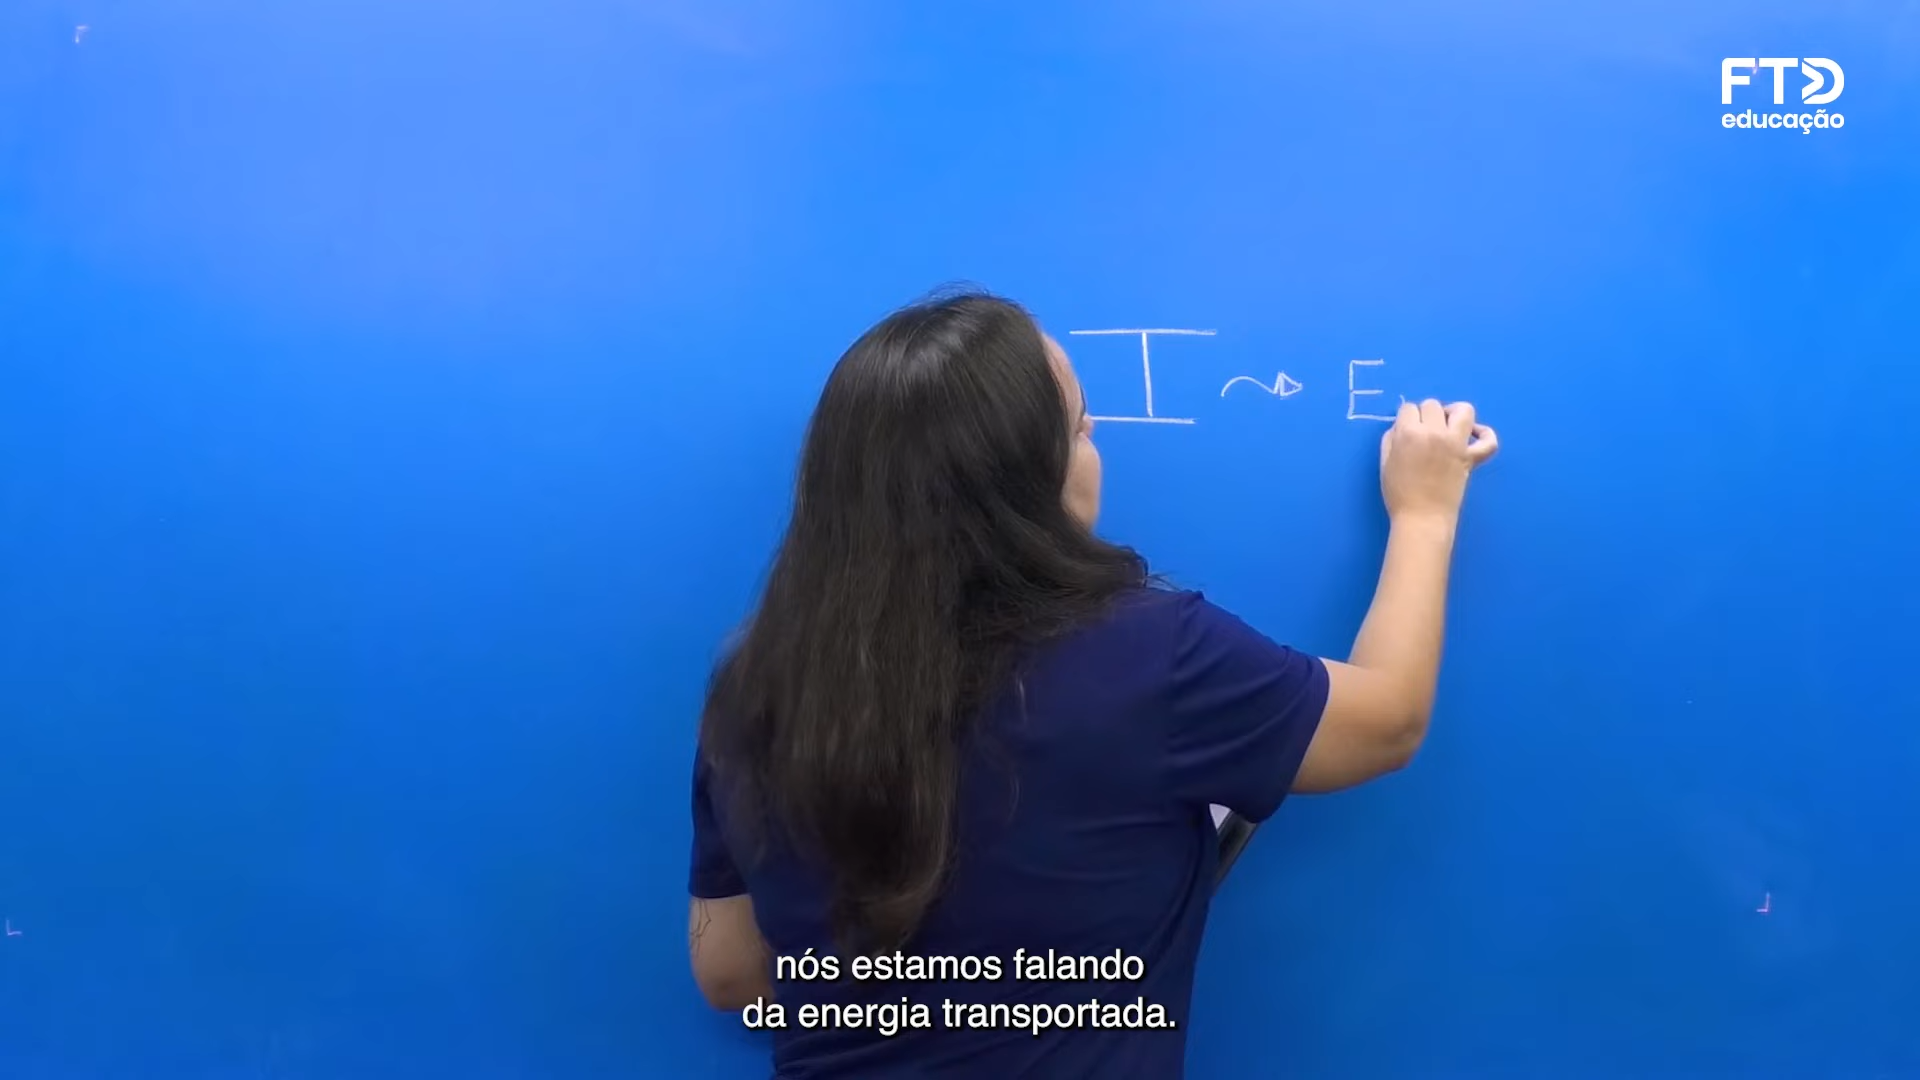 FTD
educação
I E
nós estamos falando
da energia transportada.